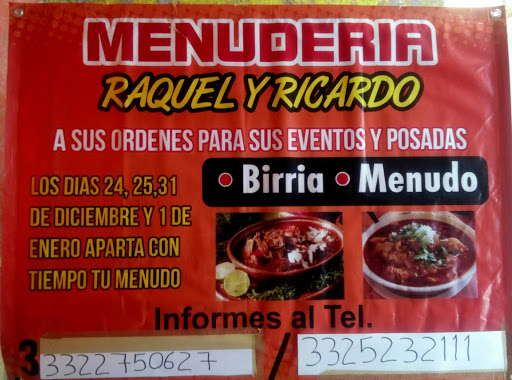 MENUDERIA
RAQUEL Y RICARDO
A SUS ORDENES PARA SUS EVENTOS Y POSADAS
• Birria • Menudo
LOS DIAS 24, 25,31
DE DICIEMBRE Y 1 DE
ENERO APARTA CON
TIEMPO TU MENUDO
Informes al Tel.
3 3322750627 / 3325232111